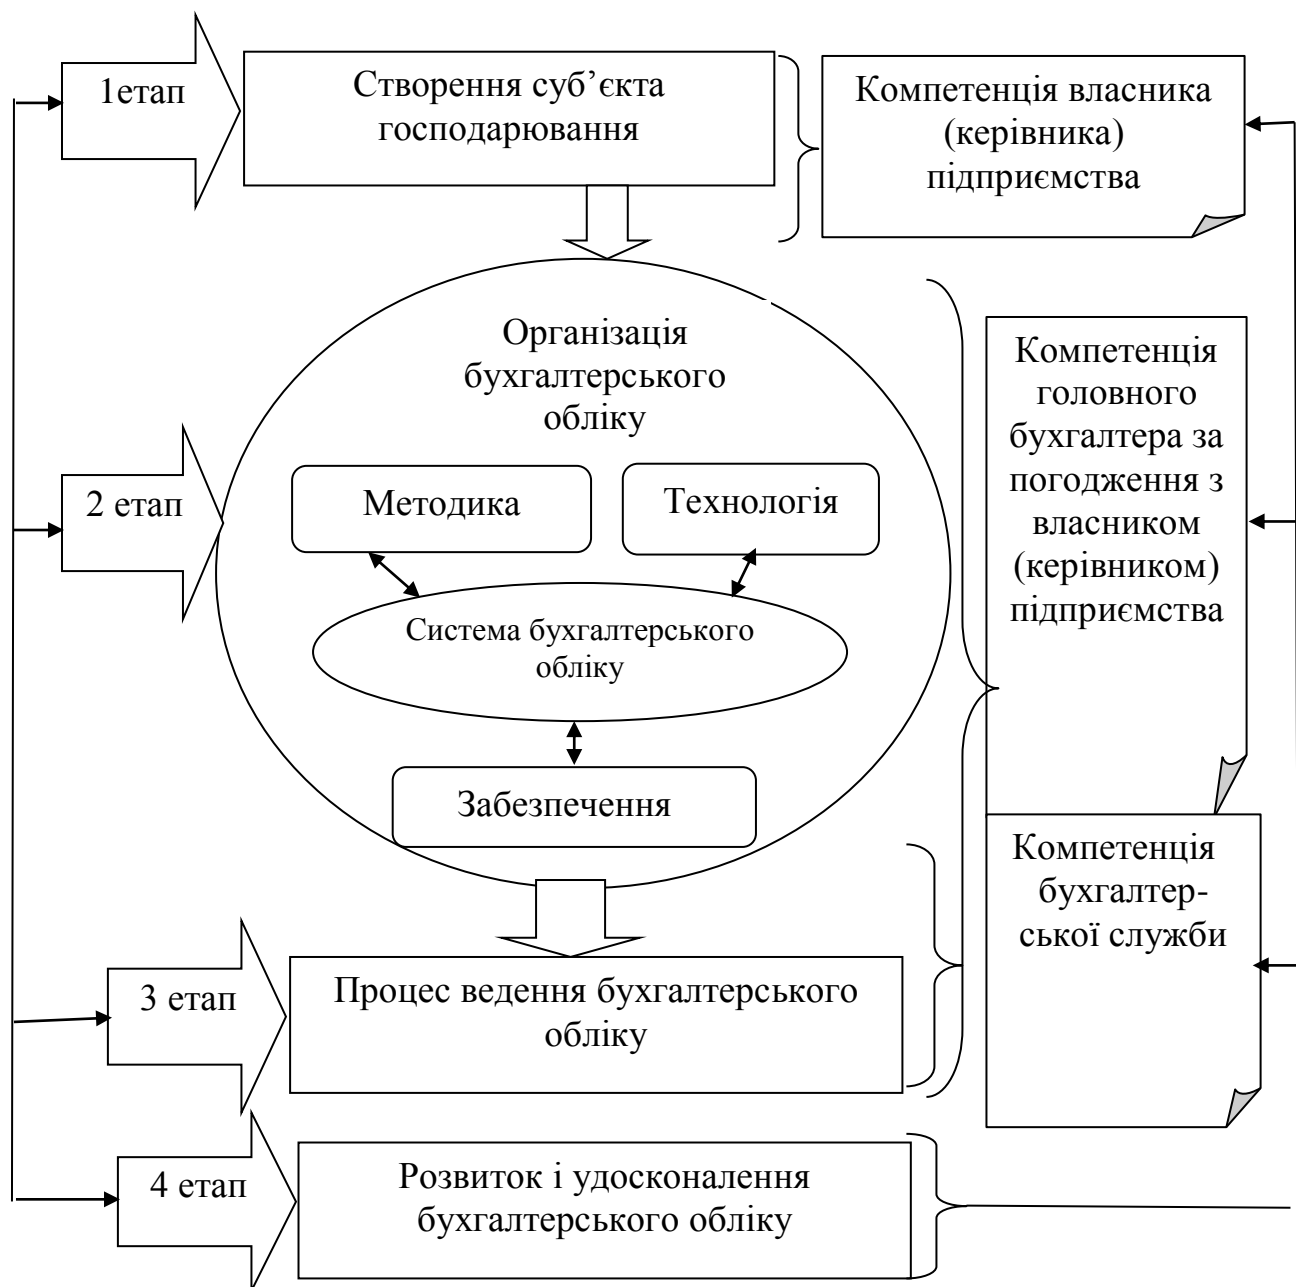 1етап
Створення суб’єкта
господарювання
Компетенція власника
(керівника)
підприємства
2 етап
Організація
бухгалтерського
обліку
Методика
Технологія
Система бухгалтерського
обліку
Забезпечення
Компетенція
головного
бухгалтера за
погодження з
власником
(керівником)
підприємства
3 етап
Процес ведення бухгалтерського
обліку
Компетенція
бухгалтер-
ської служби
4 етап
Розвиток і удосконалення
бухгалтерського обліку